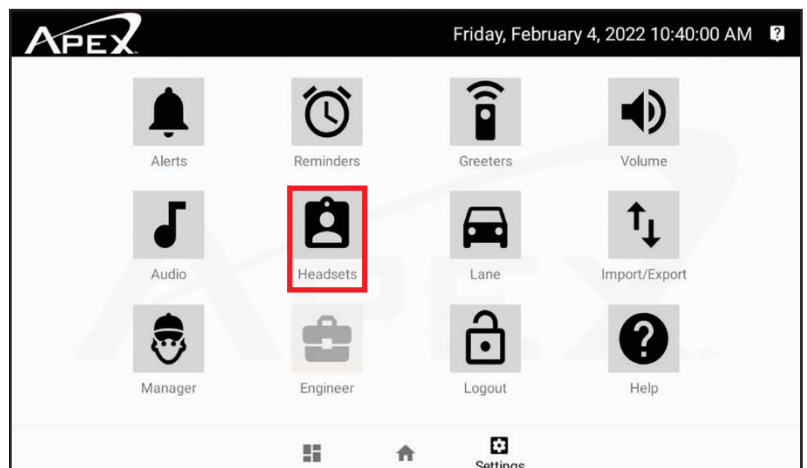 APEX
Friday, February 4, 2022 10:40:00 AM
Alerts Reminders Greeters Volume
Audio Headsets Lane Import/Export
Manager Engineer Logout Help
Settings